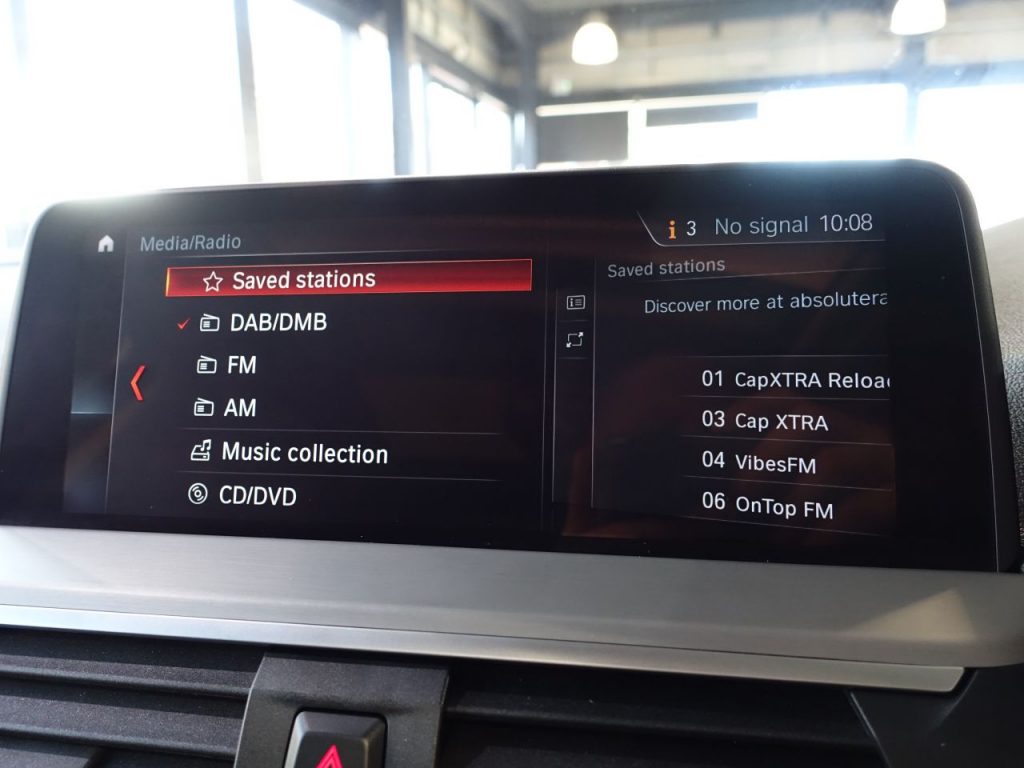 Media/Radio
3 No signal 10:08
Saved stations
DAB/DMB
FM
AM
Music collection
CD/DVD
Saved stations
Discover more at absolutera
01 CapXTRA Reloa
03 Cap XTRA
04 VibesFM
06 OnTop FM